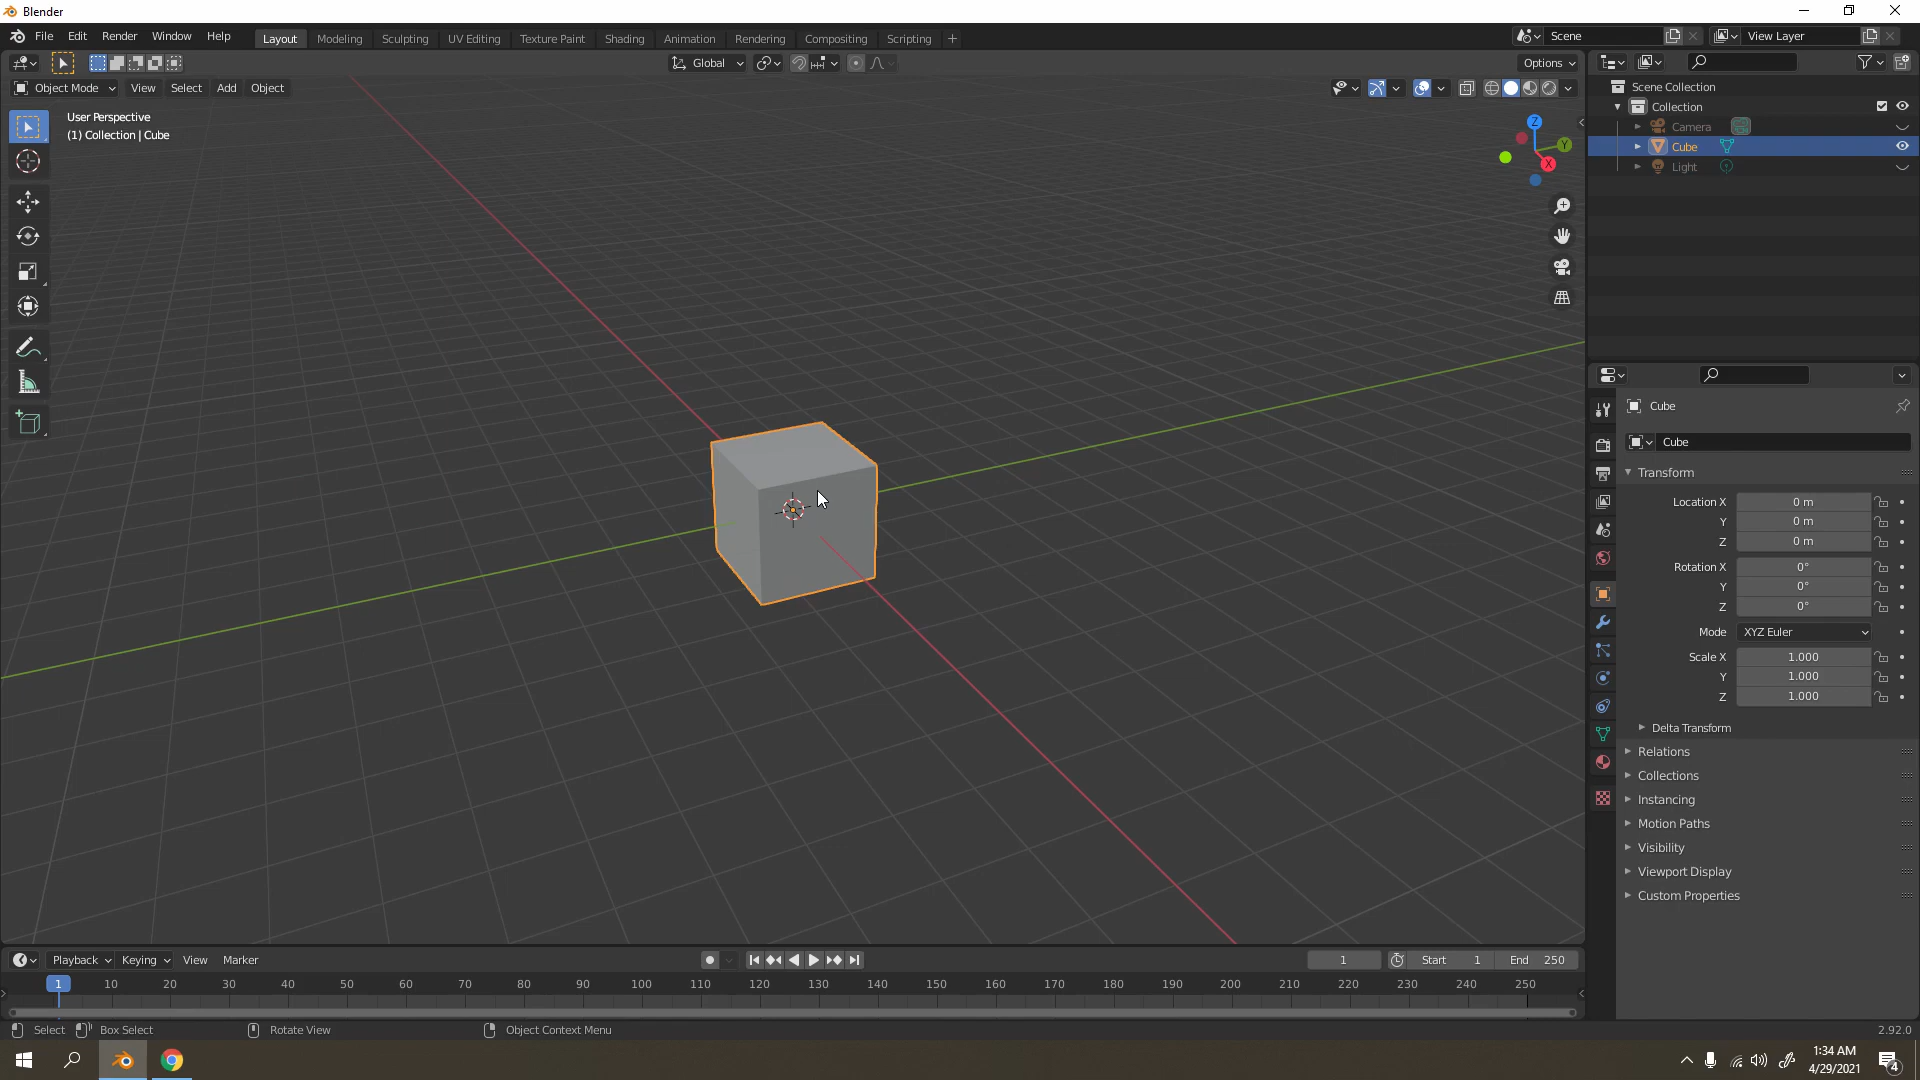 Blender
File Edit Render Window Help Layout Modeling Sculpting UV Editing Texture Paint Shading Animation Rendering Compositing Scripting + Scene View Layer
Global Options
Object Mode View Select Add Object
User Perspective
(1) Collection | Cube
Z
Y
X
Scene Collection
Collection
Camera
Cube
Light
Cube
Cube
Transform
Location X 0 m
Y 0 m
Z 0 m
Rotation X 0°
Y 0°
Z 0°
Mode XYZ Euler
Scale X 1.000
Y 1.000
Z 1.000
Delta Transform
Relations
Collections
Instancing
Motion Paths
Visibility
Viewport Display
Custom Properties
Playback Keying View Marker 1 Start 1 End 250
1 10 20 30 40 50 60 70 80 90 100 110 120 130 140 150 160 170 180 190 200 210 220 230 240 250
Select Box Select Rotate View Object Context Menu 2.92.0
1:34 AM
4/29/2021
4